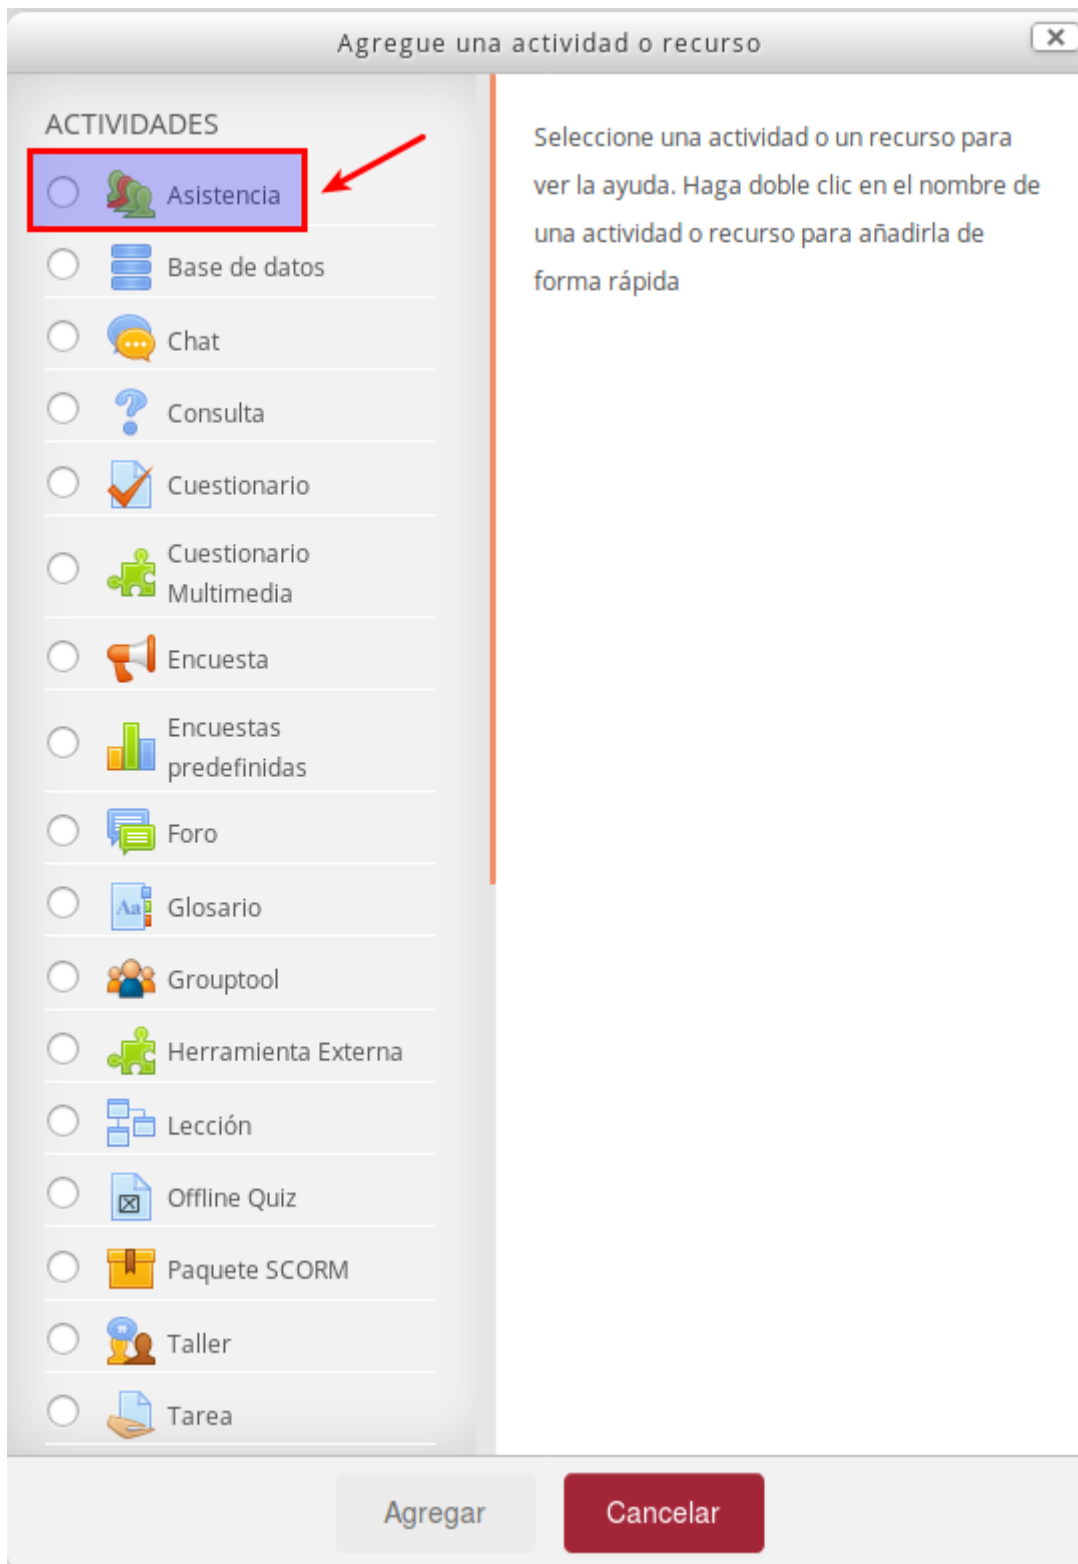 Agregue una actividad o recurso
ACTIVIDADES
Asistencia
Base de datos
Chat
Consulta
Cuestionario
Cuestionario
Multimedia
Encuesta
Encuestas
predefinidas
Foro
Aa
Glosario
Grouptool
Herramienta Externa
Lección
Offline Quiz
Paquete SCORM
Taller
Tarea
Seleccione una actividad o un recurso para
ver la ayuda. Haga doble clic en el nombre de
una actividad o recurso para añadirla de
forma rápida
Agregar
Cancelar